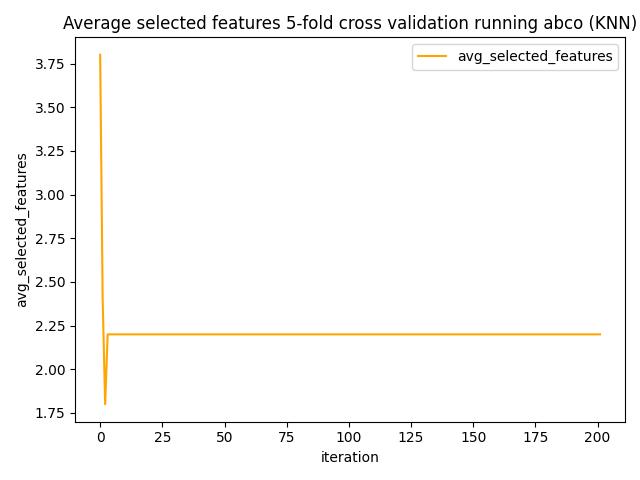 Average selected features 5-fold cross validation running abco (KNN)
avg_selected_features
3.75
3.50
3.25
3.00
2.75
2.50
2.25
2.00
1.75
avg_selected_features
0 25 50 75 100 125 150 175 200
iteration